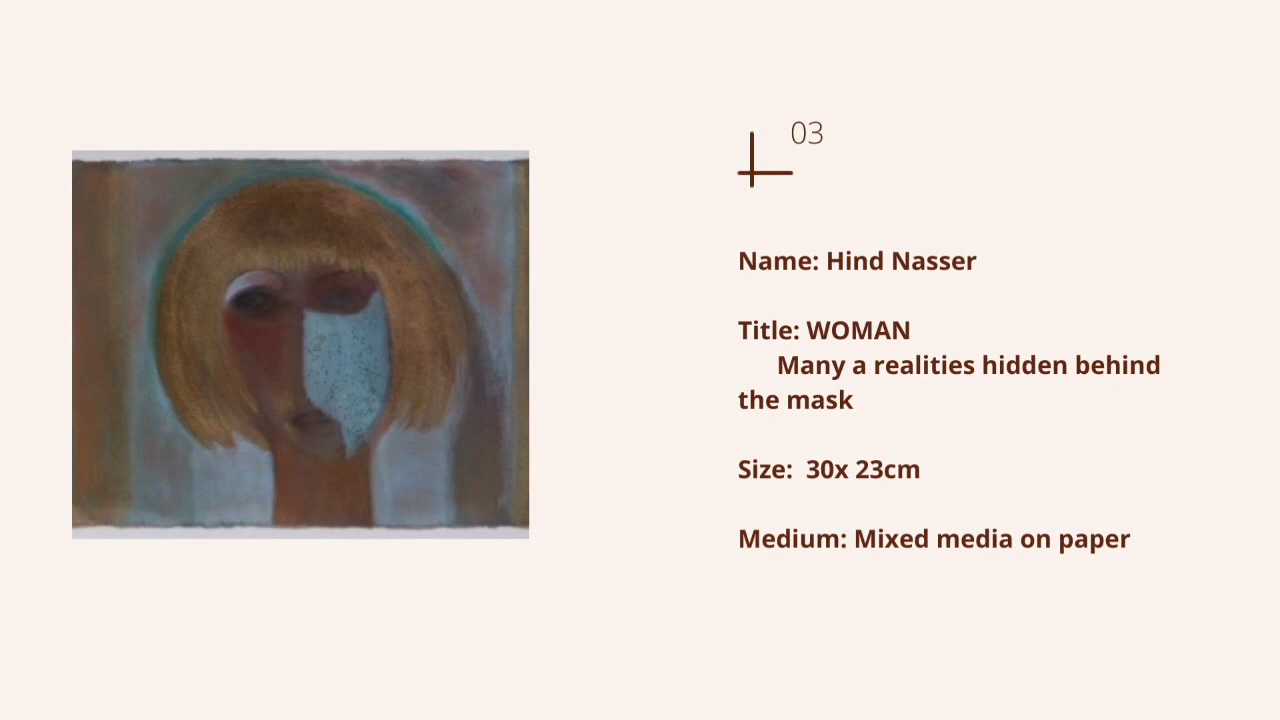 03
Name: Hind Nasser
Title: WOMAN
Many a realities hidden behind
the mask
Size:  30x 23cm
Medium: Mixed media on paper